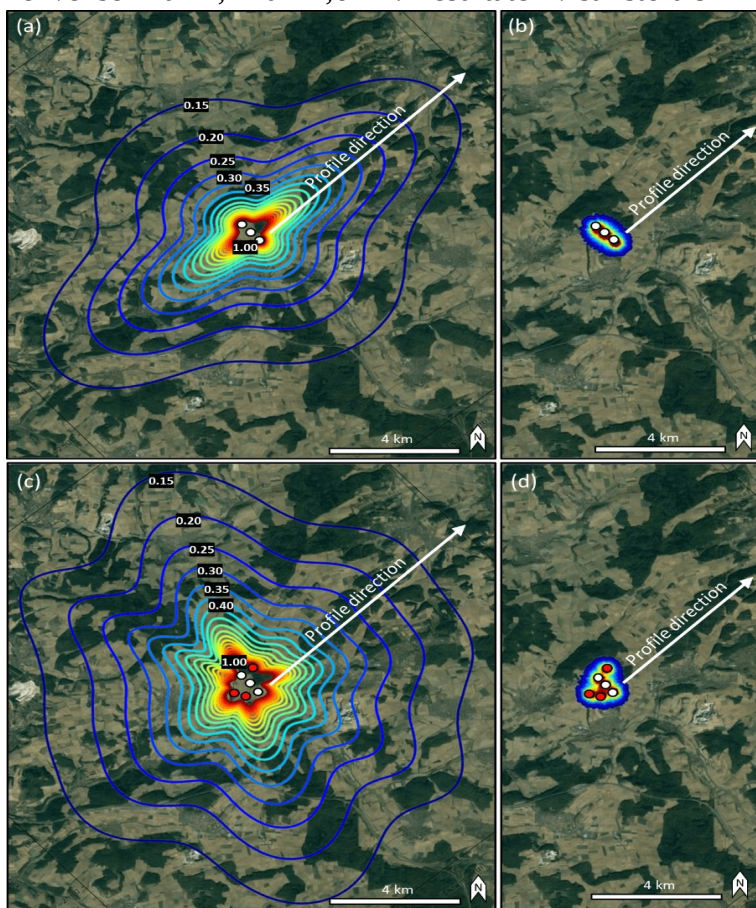 (a)
0.15
0.20
0.25
0.30
0.35
1.00
Profile direction
4 km
N
(b)
Profile direction
4 km
N
(c)
0.15
0.20
0.25
0.30
0.35
0.40
1.00
Profile direction
4 km
N
(d)
Profile direction
4 km
N